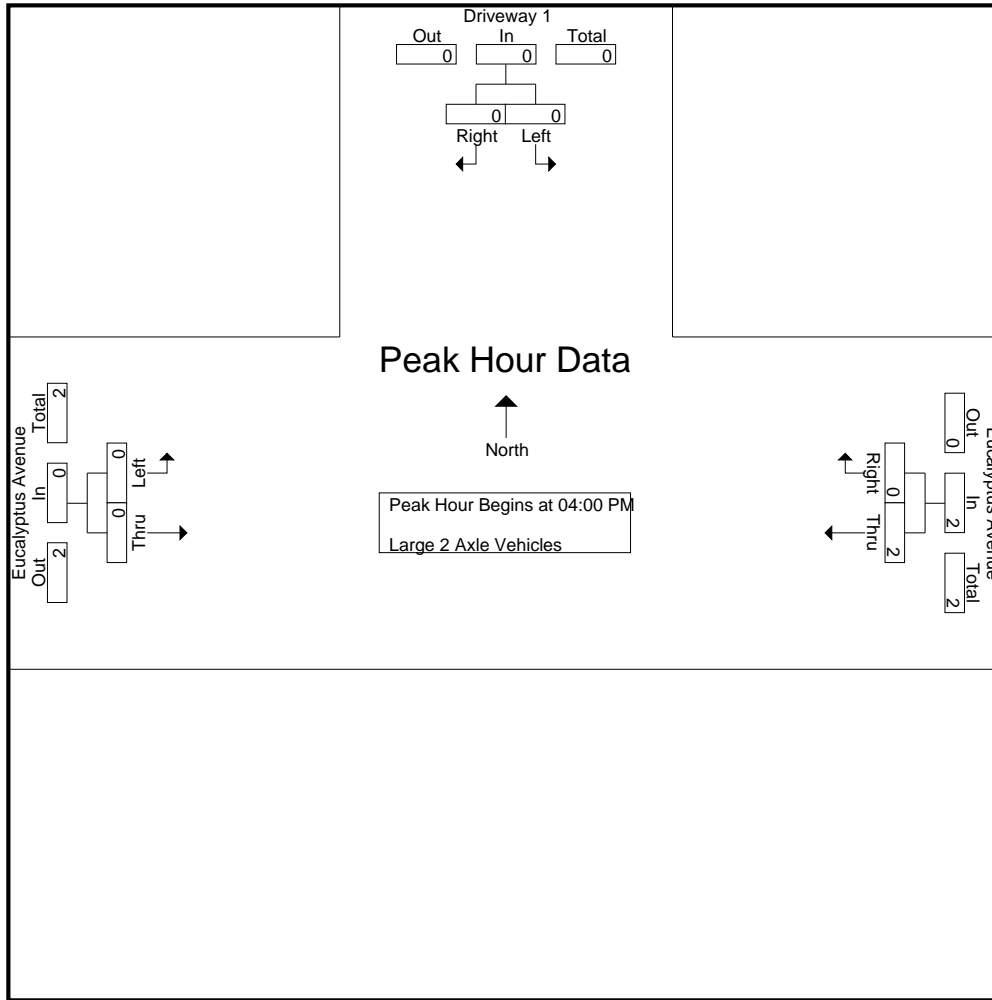 Driveway 1
Out In Total
0 0 0
0 0
Right Left
Peak Hour Data
North
Peak Hour Begins at 04:00 PM
Large 2 Axle Vehicles
Eucalyptus Avenue
Out In Total
2 0 2
0 0
Thru Left
Eucalyptus Avenue
Out In Total
0 2 2
0 2
Right Thru